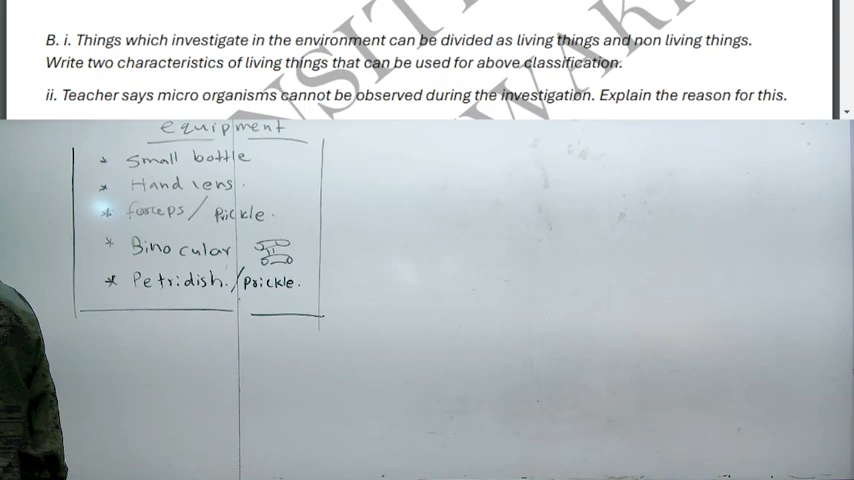 B. i. Things which investigate in the environment can be divided as living things and non living things.
Write two characteristics of living things that can be used for above classification.
ii. Teacher says micro organisms cannot be observed during the investigation. Explain the reason for this.
equipment
* Small bottle
* Hand lens.
* forceps / Prickle.
* Binocular
* Petridish. / Prickle.